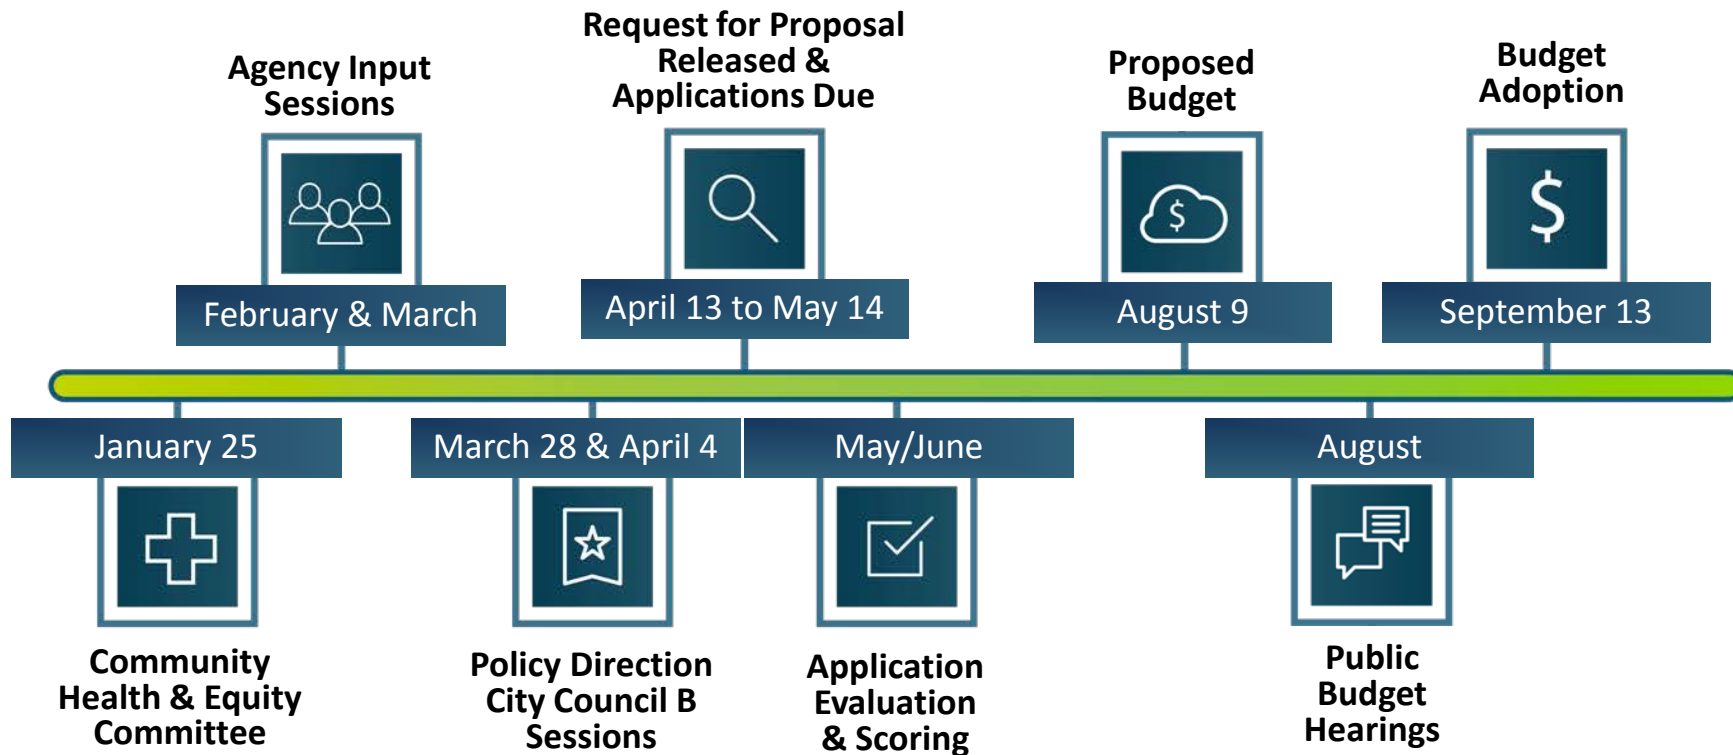 Agency Input
Sessions
February & March
Request for Proposal
Released &
Applications Due
April 13 to May 14
Proposed
Budget
$
August 9
Budget
Adoption
$
September 13
January 25
Community
Health & Equity
Committee
March 28 & April 4
Policy Direction
City Council B
Sessions
May/June
Application
Evaluation
& Scoring
August
Public
Budget
Hearings